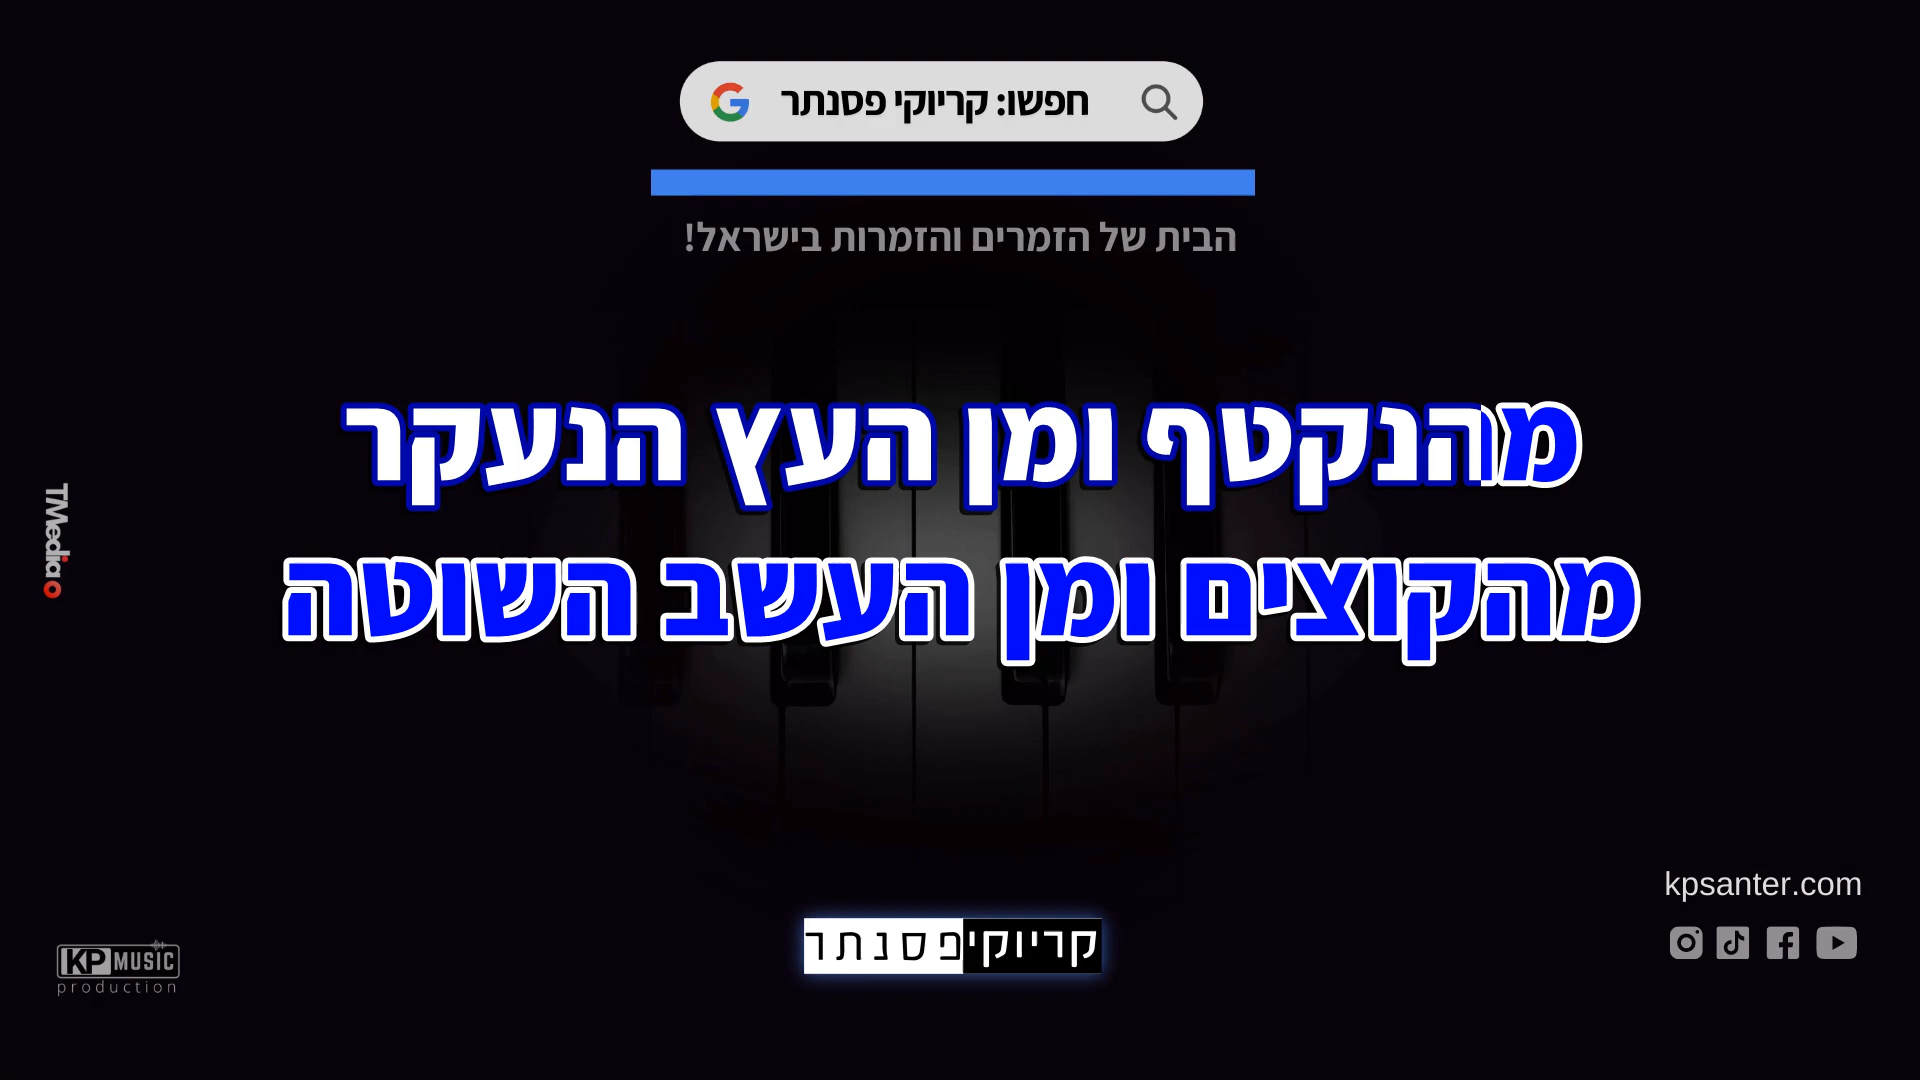 חפשו: קריוקי פסנתר
הבית של הזמרים והזמרות בישראל!
מהנקטף ומן העץ הנעקר
מהקוצים ומן העשב השוטה
TMedia
kpsanter.com
KP MUSIC
production
קריוקי פסנתר